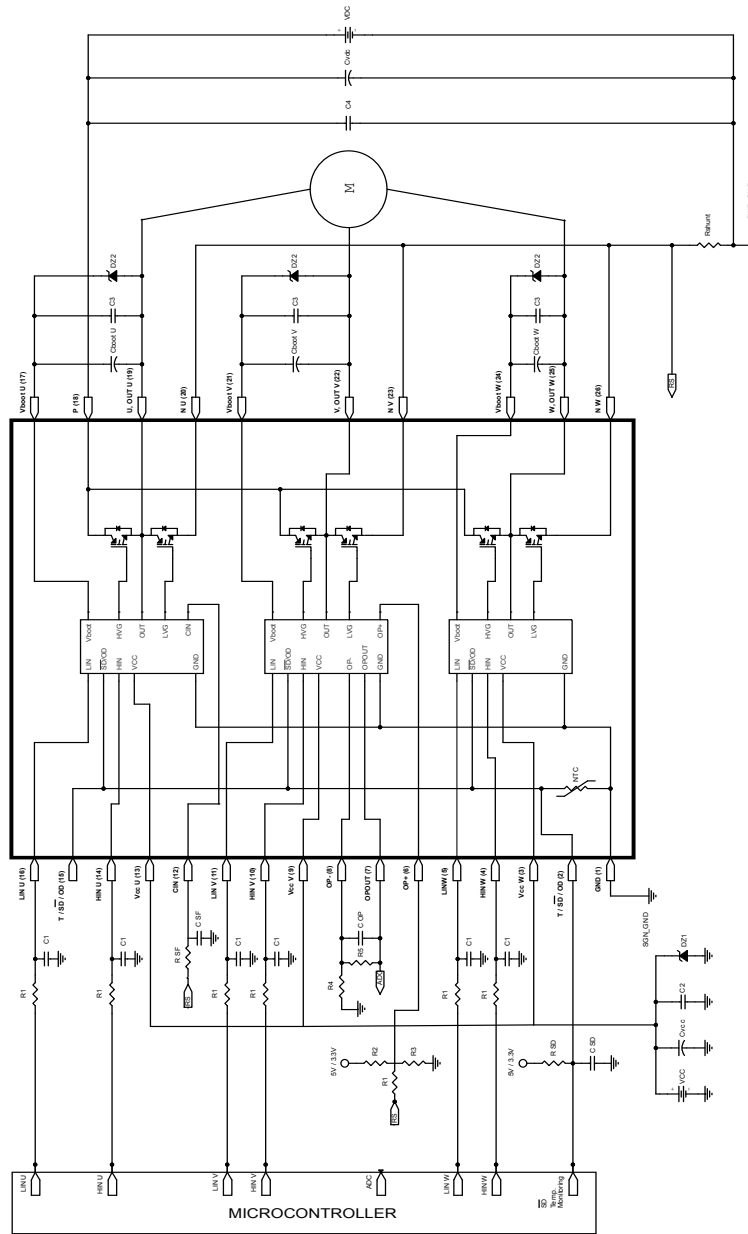 VDC
+
-
Cvdc
C4
M
Rshunt
DZ2
C3
Cboot U
DZ2
C3
Cboot V
DZ2
C3
Cboot W
RS
Vboot U (17)
P (18)
U, OUT U (19)
N U (20)
Vboot V (21)
V, OUT V (22)
N V (23)
Vboot W (24)
W, OUT W (25)
N W (26)
Vboot
HVG
OUT
LVG
CIN
LIN
SD/OD
HIN
VCC
GND
Vboot
HVG
OUT
LVG
OP+
LIN
SD/OD
HIN
VCC
OP-
OPOUT
GND
Vboot
HVG
OUT
LVG
LIN
SD/OD
HIN
VCC
GND
NTC
LIN U (16)
T / SD / OD (15)
HIN U (14)
Vcc U (13)
CIN (12)
LIN V (11)
HIN V (10)
Vcc V (9)
OP- (8)
OPOUT (7)
OP+ (6)
LIN W (5)
HIN W (4)
Vcc W (3)
T / SD / OD (2)
GND (1)
C1
C1
C SF
C1
C1
C OP
C1
C1
SGN_GND
R1
R1
R SF
RS
R1
R1
R4
R5
ADC
R1
R1
DZ1
C2
Cvcc
VCC
+
-
5V / 3.3V
R2
R3
R1
RS
5V / 3.3V
R SD
C SD
LIN U
HIN U
LIN V
HIN V
ADC
LIN W
HIN W
SD
Temp.
Monitoring
MICROCONTROLLER